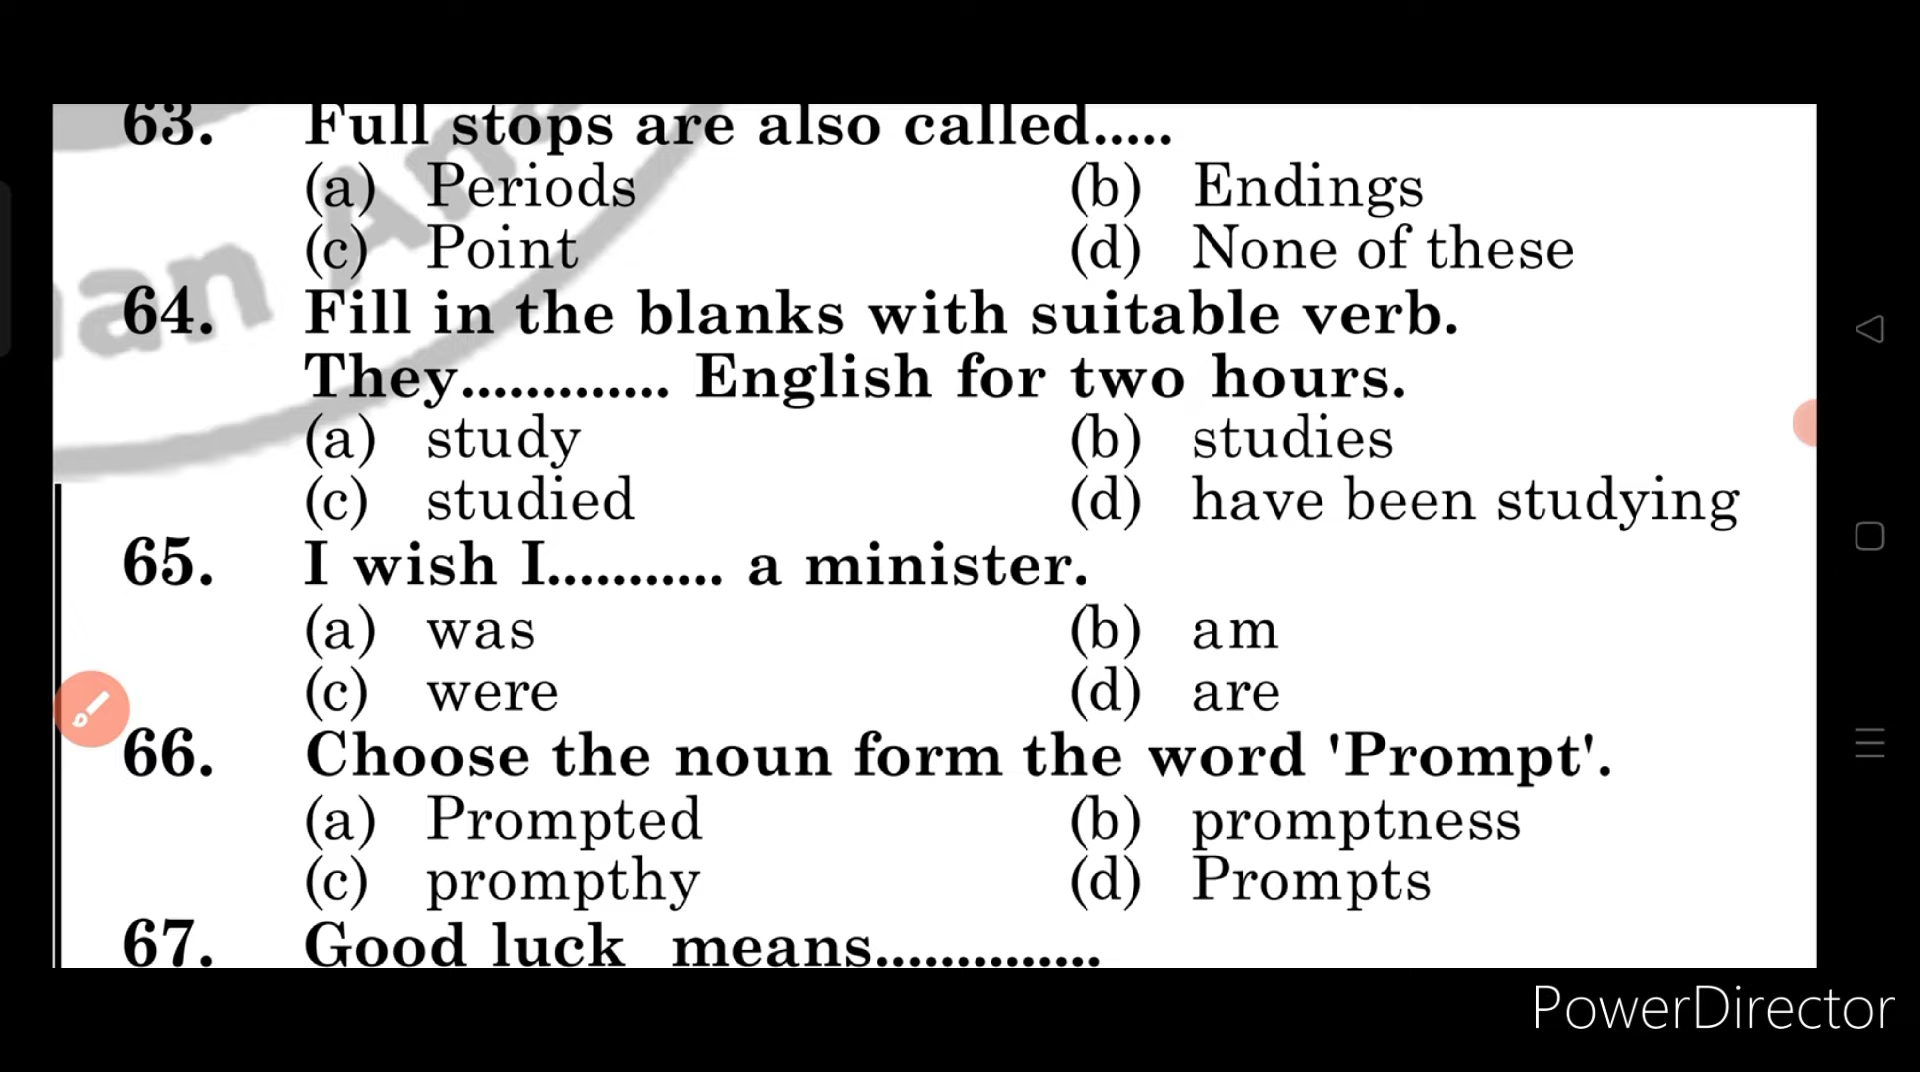 63. Full stops are also called.....
(a) Periods (b) Endings
(c) Point (d) None of these
64. Fill in the blanks with suitable verb.
They............. English for two hours.
(a) study (b) studies
(c) studied (d) have been studying
65. I wish I........... a minister.
(a) was (b) am
(c) were (d) are
66. Choose the noun form the word 'Prompt'.
(a) Prompted (b) promptness
(c) prompthy (d) Prompts
67. Good luck means..............
PowerDirector